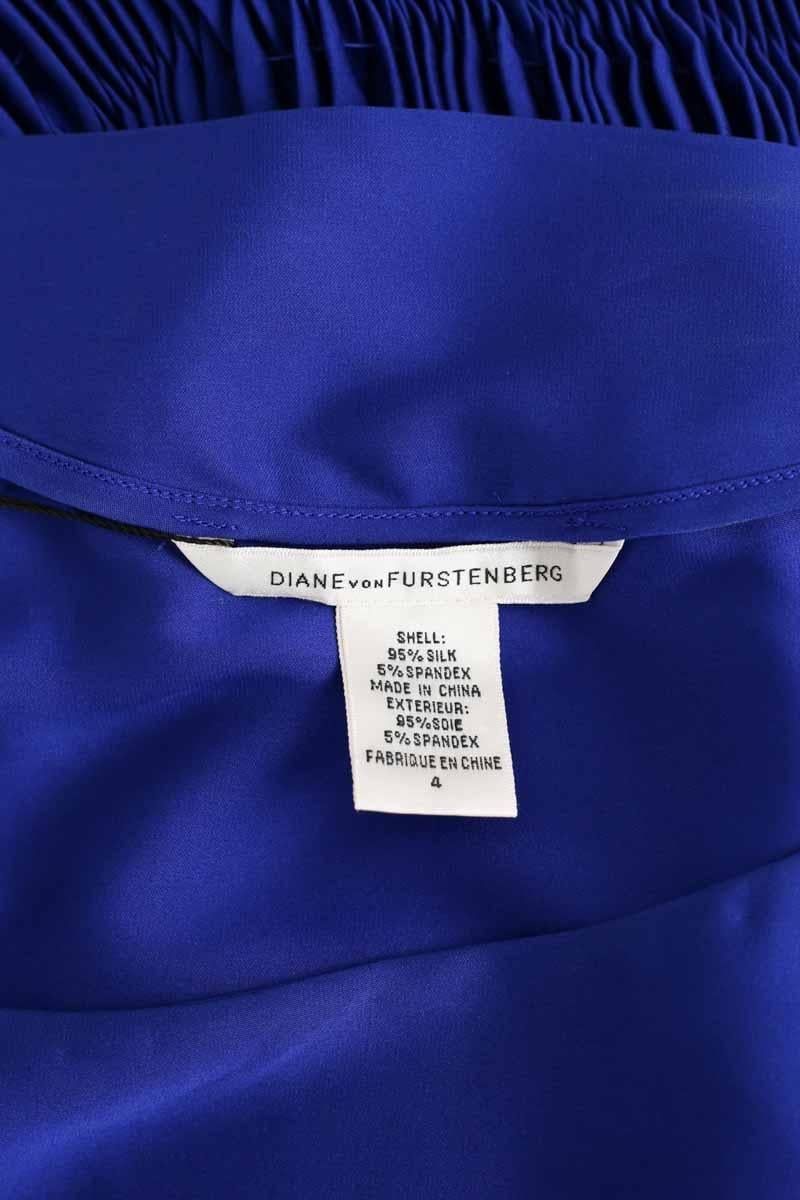 DIANE VON FURSTENBERG
SHELL:
95% SILK
5% SPANDEX
MADE IN CHINA
EXTERIEUR:
95% SOIE
5% SPANDEX
FABRIQUE EN CHINE
4